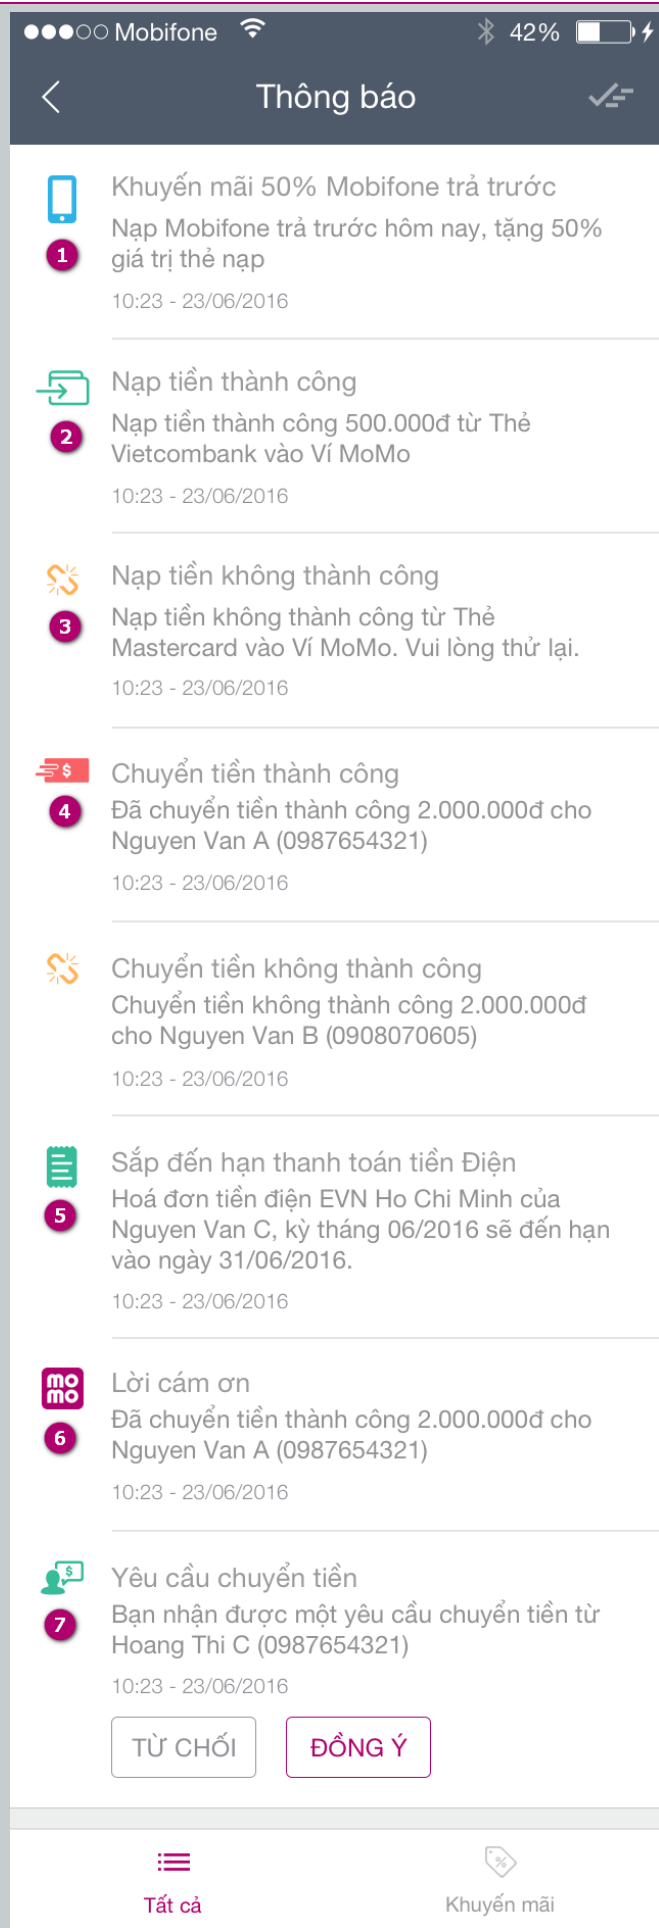 Mobifone 42%
Thông báo
Khuyến mãi 50% Mobifone trả trước
Nạp Mobifone trả trước hôm nay, tặng 50%
1
giá trị thẻ nạp
10:23 - 23/06/2016
Nạp tiền thành công
Nạp tiền thành công 500.000đ từ Thẻ
2
Vietcombank vào Ví MoMo
10:23 - 23/06/2016
Nạp tiền không thành công
Nạp tiền không thành công từ Thẻ
3
Mastercard vào Ví MoMo. Vui lòng thử lại.
10:23 - 23/06/2016
$
Chuyển tiền thành công
4
Đã chuyển tiền thành công 2.000.000đ cho
Nguyen Van A (0987654321)
10:23 - 23/06/2016
Chuyển tiền không thành công
Chuyển tiền không thành công 2.000.000đ
cho Nguyen Van B (0908070605)
10:23 - 23/06/2016
Sắp đến hạn thanh toán tiền Điện
Hoá đơn tiền điện EVN Ho Chi Minh của
5
Nguyen Van C, kỳ tháng 06/2016 sẽ đến hạn
vào ngày 31/06/2016.
10:23 - 23/06/2016
mo
mo
Lời cám ơn
Đã chuyển tiền thành công 2.000.000đ cho
6
Nguyen Van A (0987654321)
10:23 - 23/06/2016
$
Yêu cầu chuyển tiền
Bạn nhận được một yêu cầu chuyển tiền từ
7
Hoang Thi C (0987654321)
10:23 - 23/06/2016
TỪ CHỐI ĐỒNG Ý
%
Tất cả Khuyến mãi